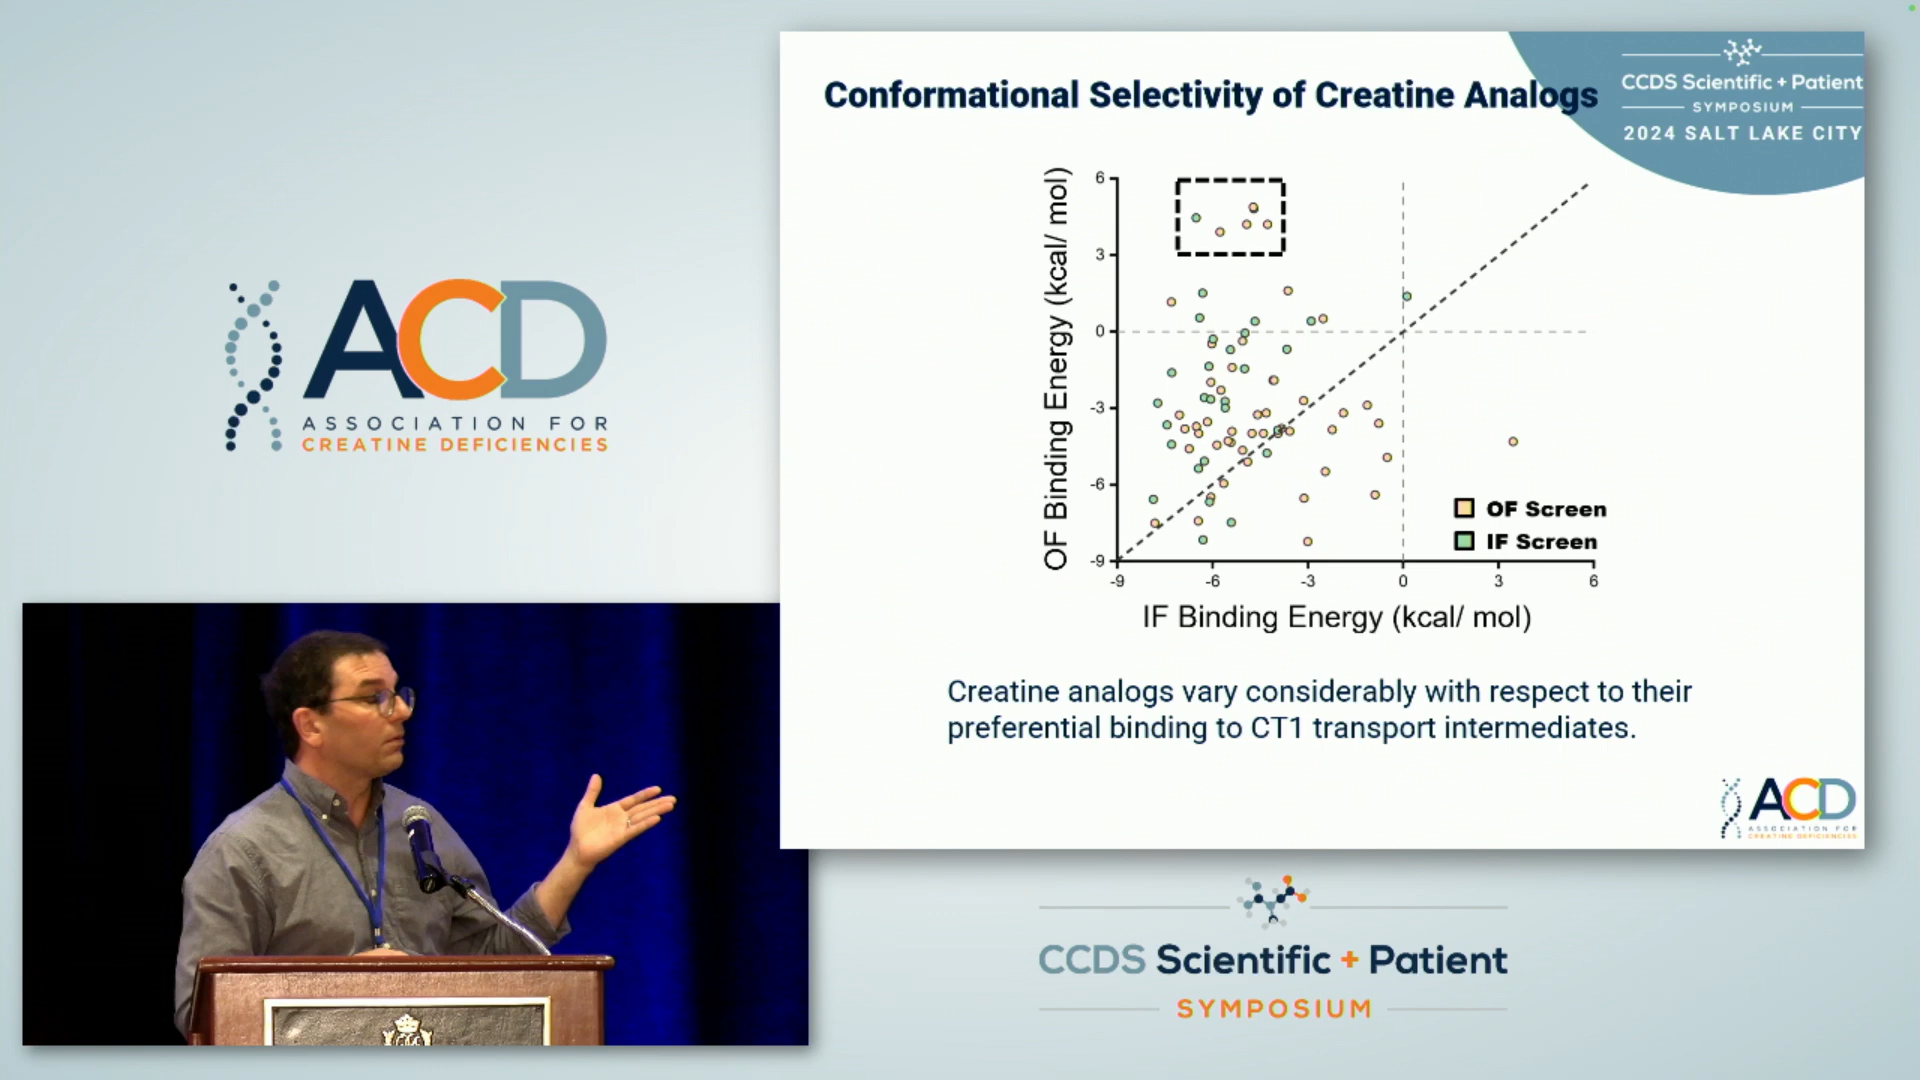 ACD
ASSOCIATION FOR
CREATINE DEFICIENCIES
Conformational Selectivity of Creatine Analogs
CCDS Scientific + Patient
SYMPOSIUM
2024 SALT LAKE CITY
OF Binding Energy (kcal/ mol)
6
3
0
-3
-6
-9
-9
-6
-3
0
3
6
IF Binding Energy (kcal/ mol)
OF Screen
IF Screen
Creatine analogs vary considerably with respect to their
preferential binding to CT1 transport intermediates.
ACD
ASSOCIATION FOR
CREATINE DEFICIENCIES
CCDS Scientific + Patient
SYMPOSIUM